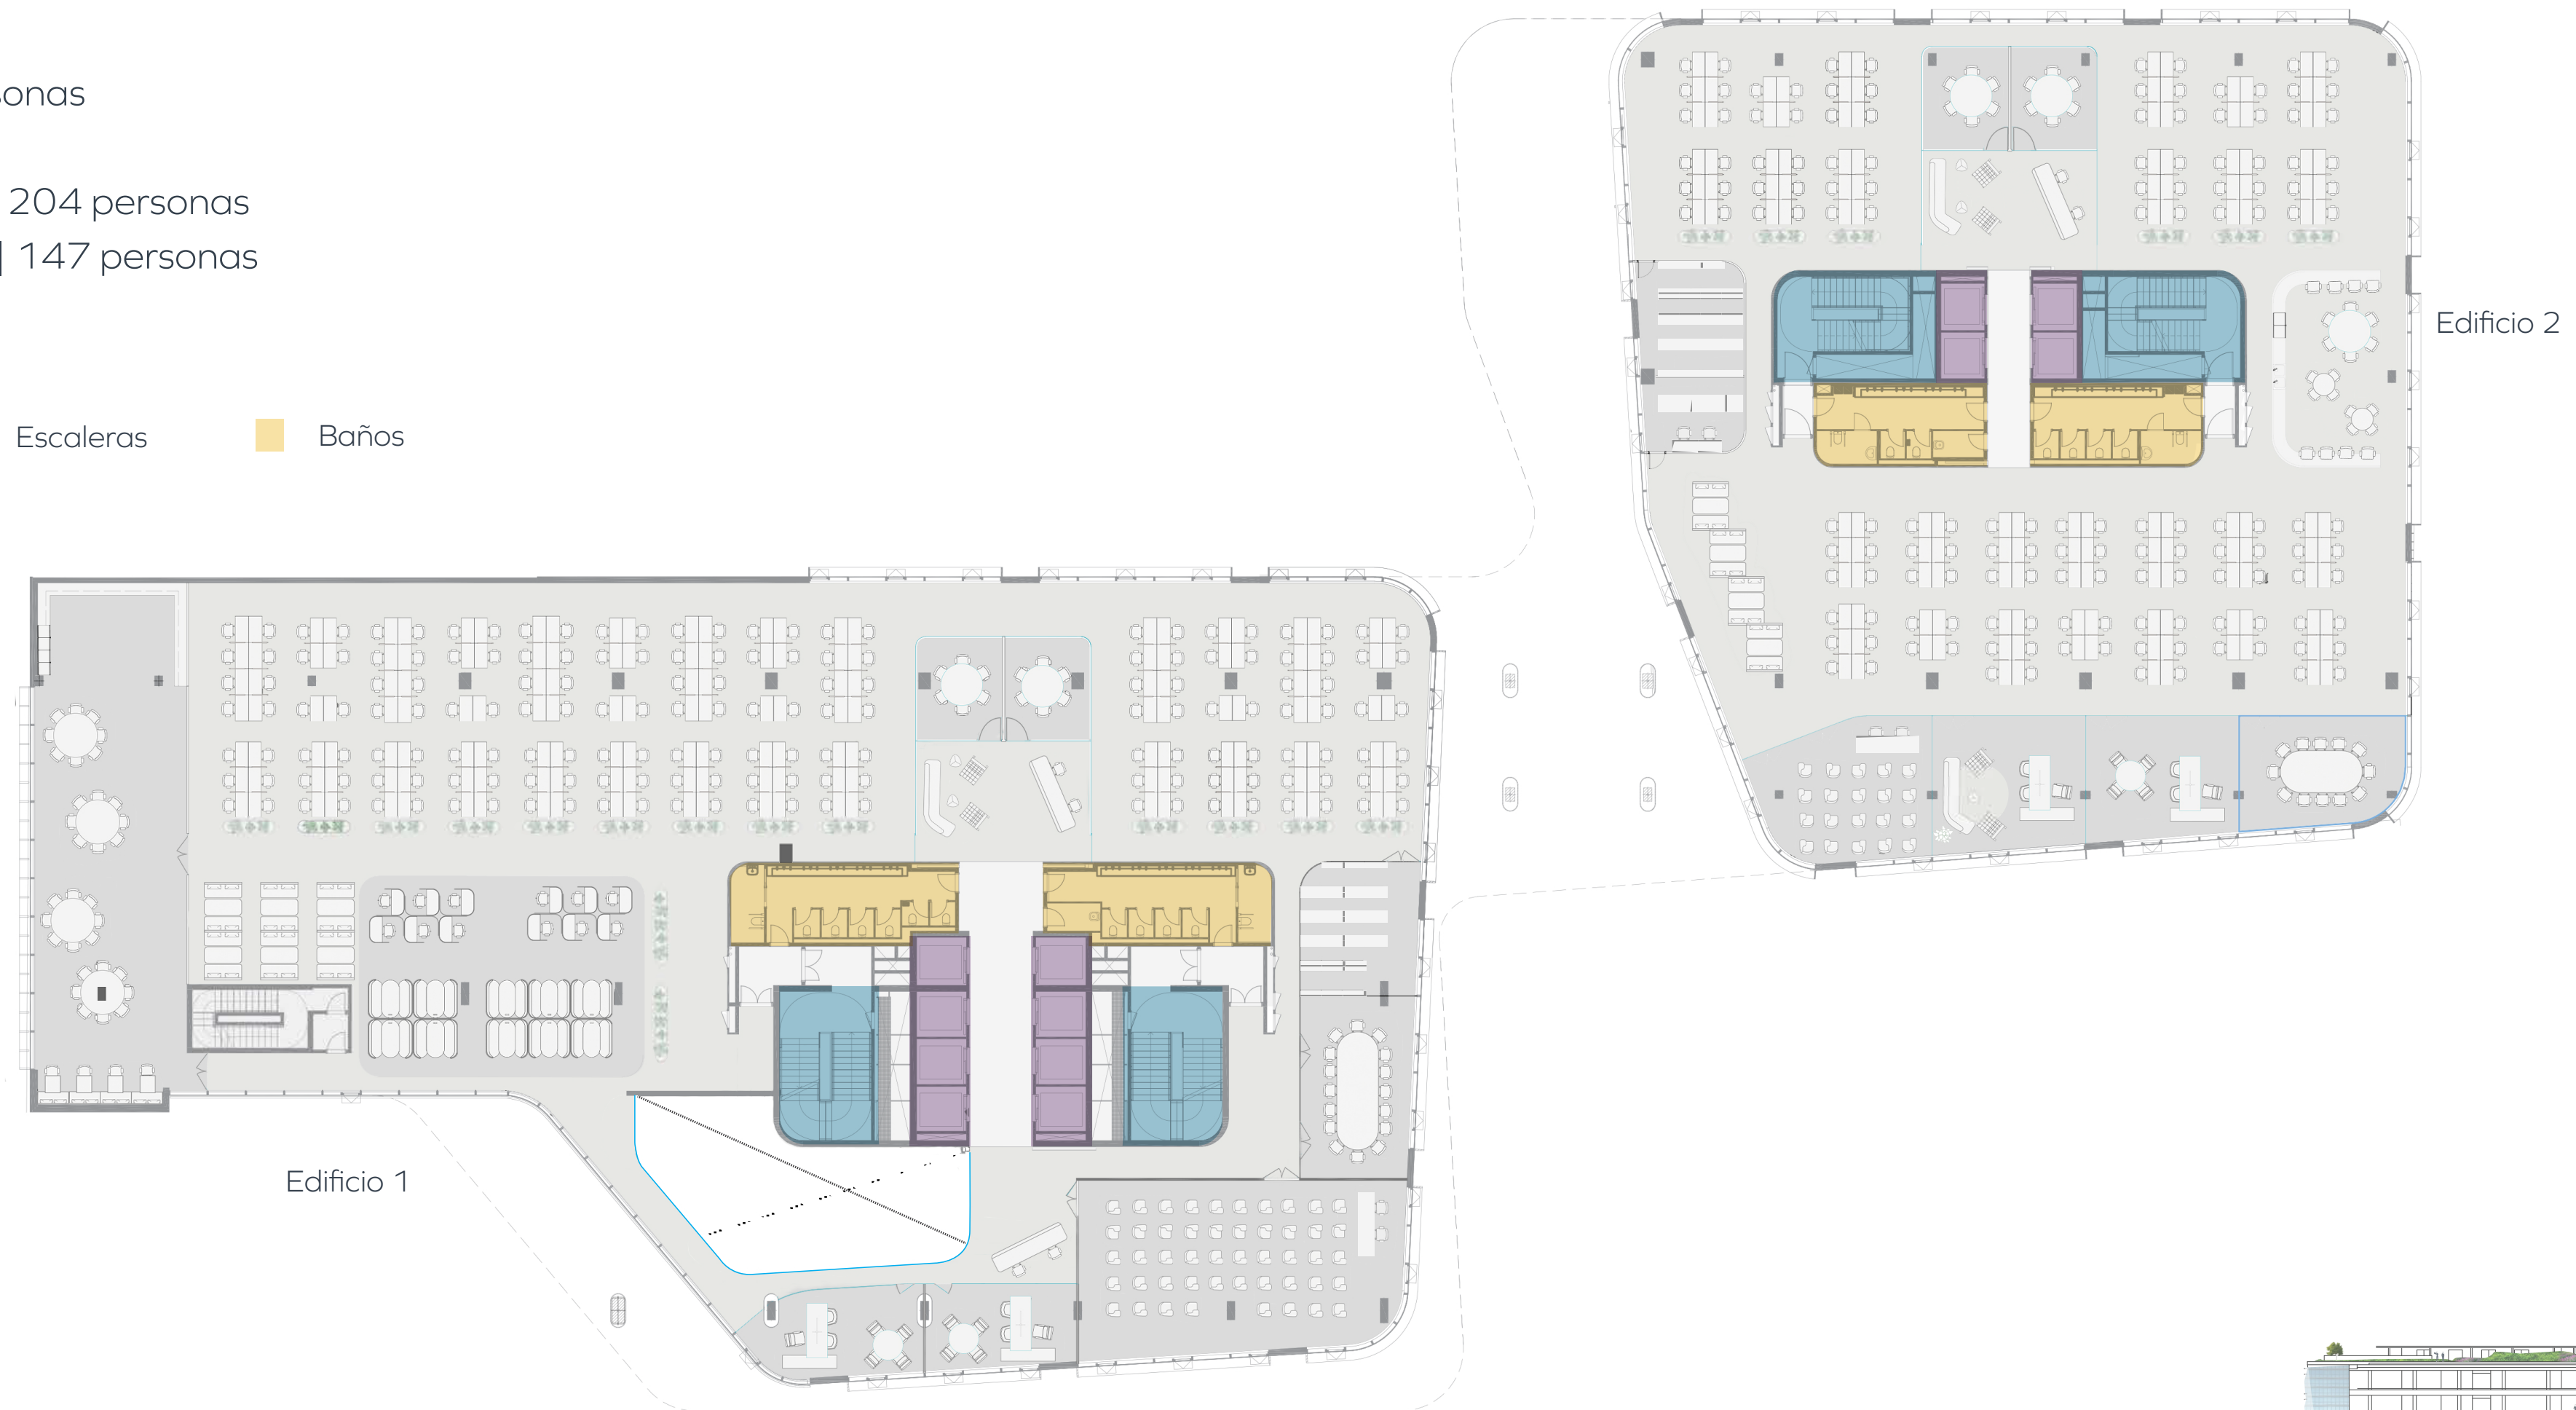 onas
204 personas
| 147 personas
Escaleras
Baños
Edificio 2
Edificio 1